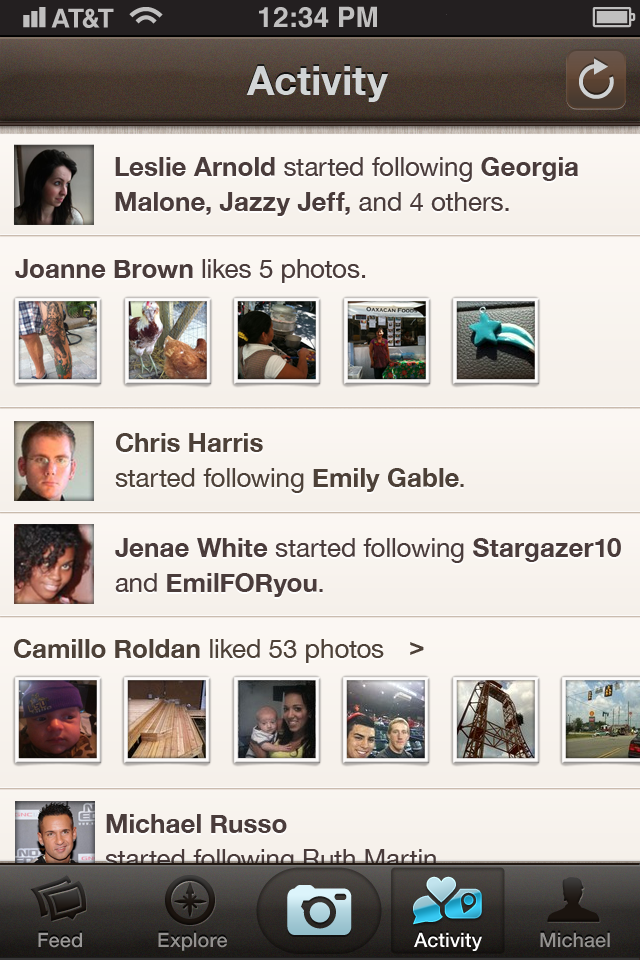 AT&T 12:34 PM
Activity
Leslie Arnold started following Georgia
Malone, Jazzy Jeff, and 4 others.
Joanne Brown likes 5 photos.
OAXACAN FOODS
Chris Harris
started following Emily Gable.
Jenae White started following Stargazer10
and EmilFORyou.
Camillo Roldan liked 53 photos >
Michael Russo
started following Ruth Martin
Feed Explore Activity Michael